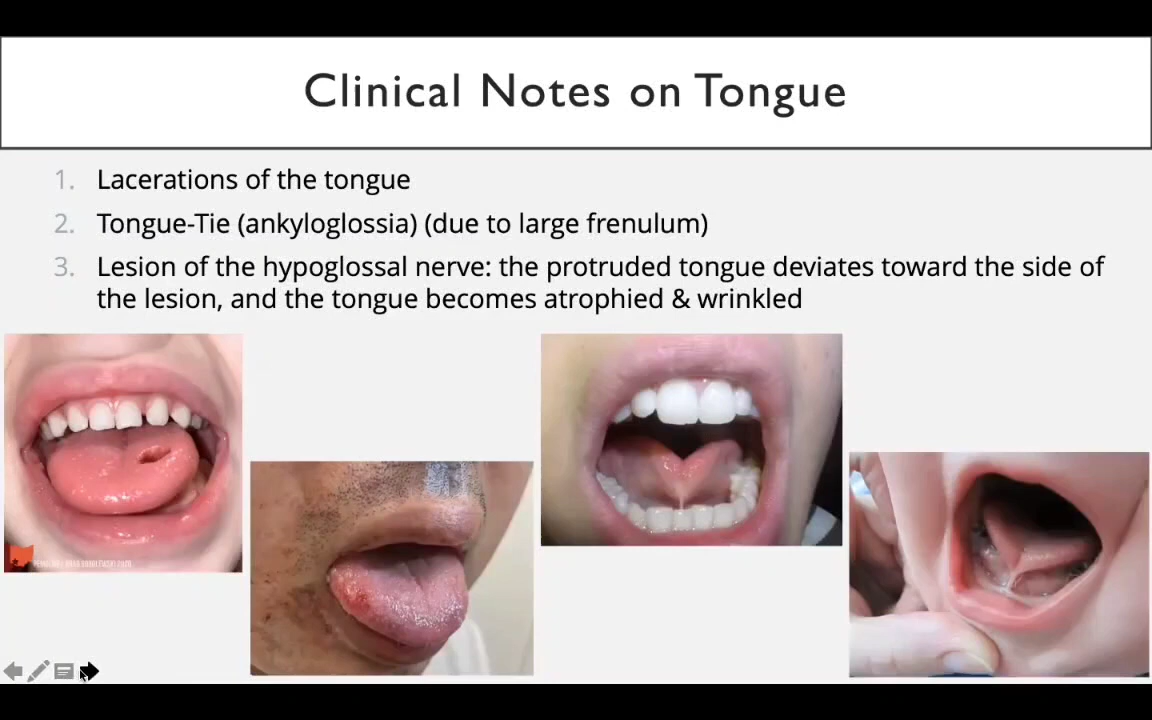 Clinical Notes on Tongue
1. Lacerations of the tongue
2. Tongue-Tie (ankyloglossia) (due to large frenulum)
3. Lesion of the hypoglossal nerve: the protruded tongue deviates toward the side of
the lesion, and the tongue becomes atrophied & wrinkled